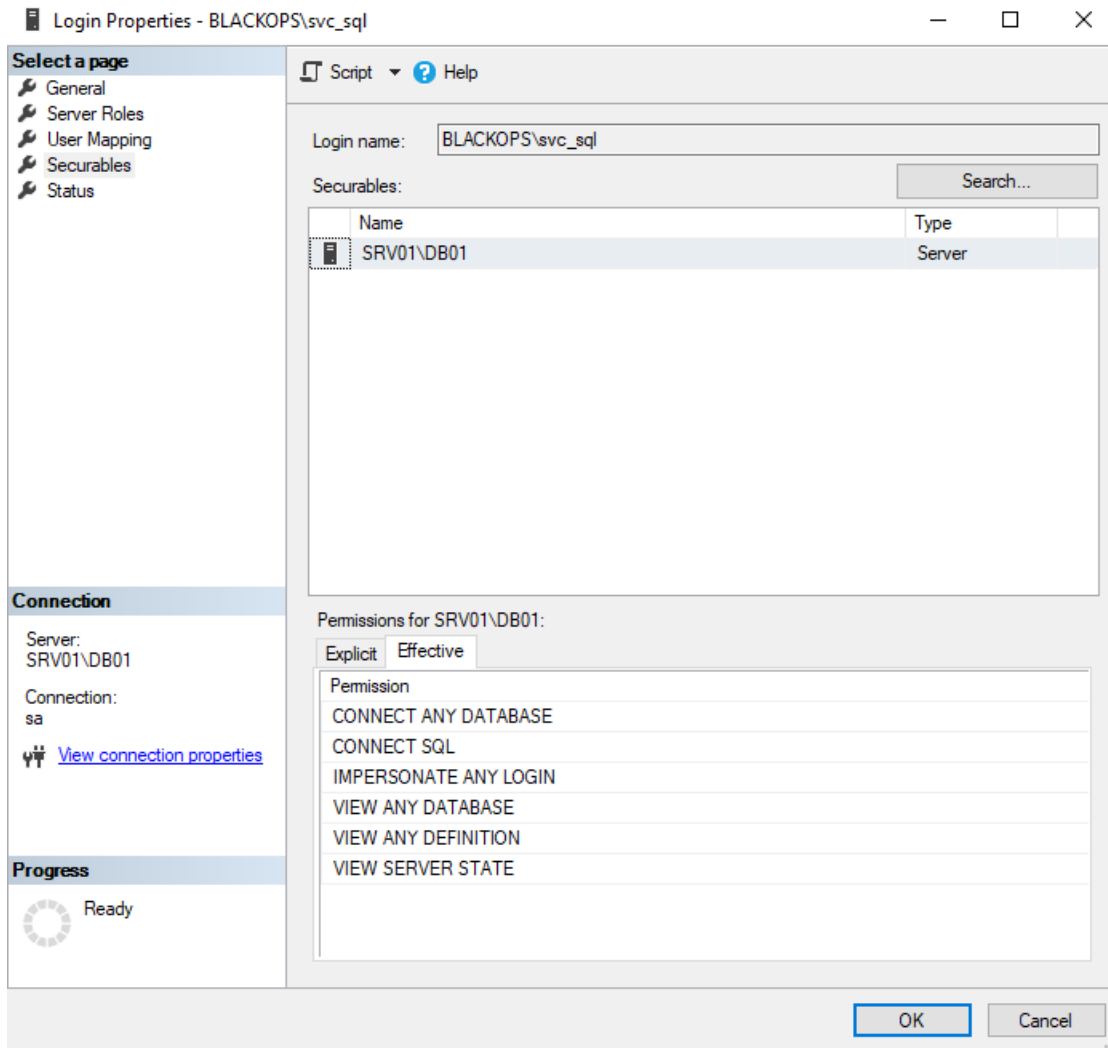 Login Properties - BLACKOPS\svc_sql
Select a page
General
Server Roles
User Mapping
Securables
Status
Script
Help
Login name:
BLACKOPS\svc_sql
Securables:
Search...
Name
Type
SRV01\DB01
Server
Connection
Server:
SRV01\DB01
Connection:
sa
View connection properties
Progress
Ready
Permissions for SRV01\DB01:
Explicit
Effective
Permission
CONNECT ANY DATABASE
CONNECT SQL
IMPERSONATE ANY LOGIN
VIEW ANY DATABASE
VIEW ANY DEFINITION
VIEW SERVER STATE
OK
Cancel